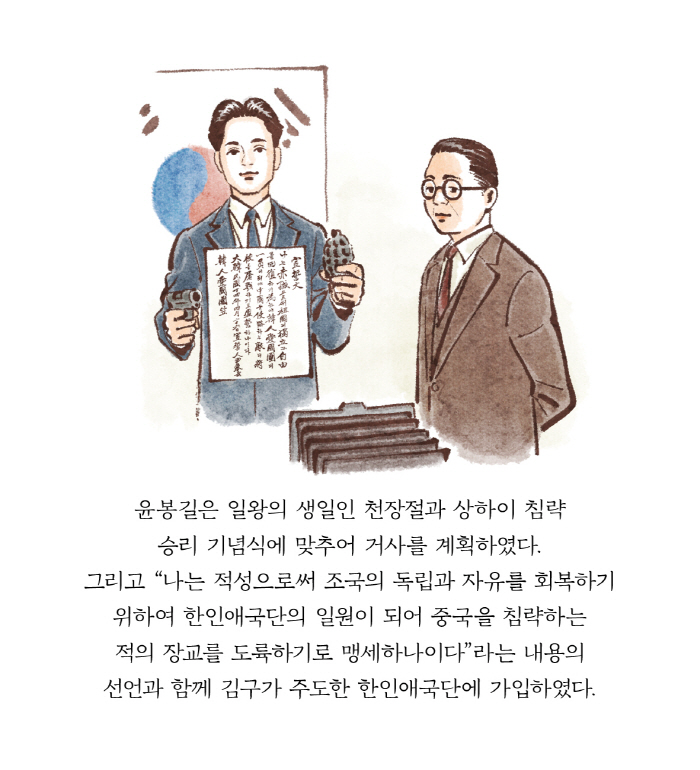 宣誓文
윤봉길은 일왕의 생일인 천장절과 상하이 침략
승리 기념식에 맞추어 거사를 계획하였다.
그리고 “나는 적성으로써 조국의 독립과 자유를 회복하기
위하여 한인애국단의 일원이 되어 중국을 침략하는
적의 장교를 도륙하기로 맹세하나이다”라는 내용의
선언과 함께 김구가 주도한 한인애국단에 가입하였다.